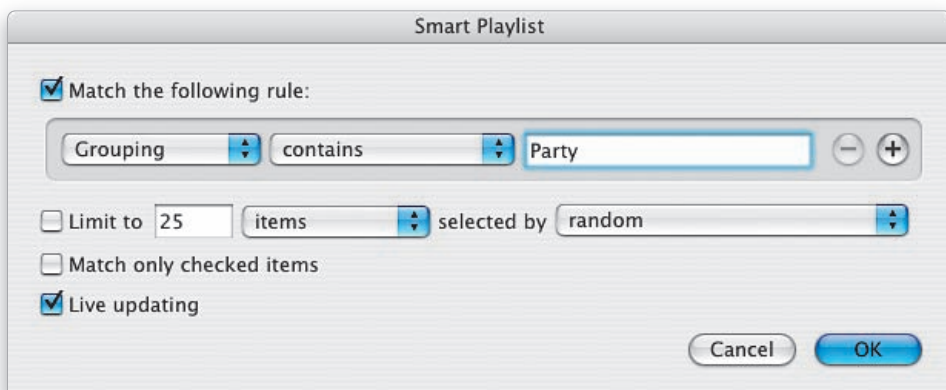 Smart Playlist
Match the following rule:
Grouping contains Party
Limit to 25 items selected by random
Match only checked items
Live updating
Cancel OK